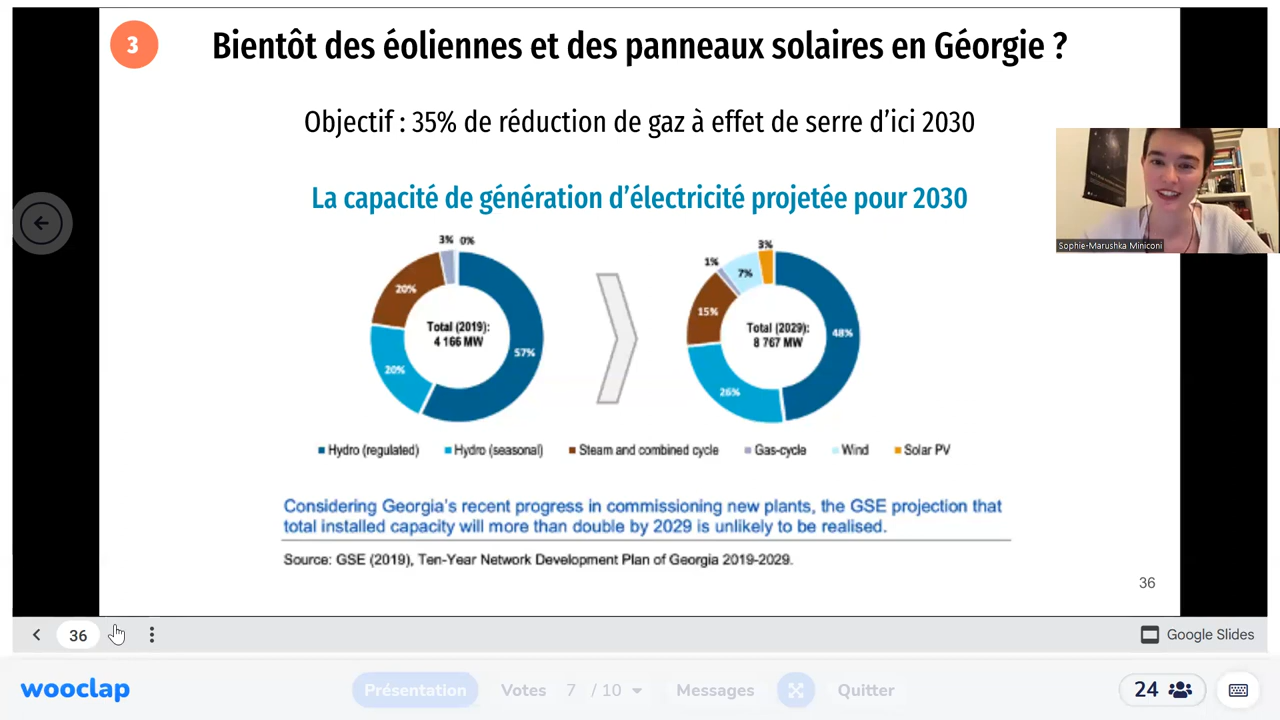 3
Bientôt des éoliennes et des panneaux solaires en Géorgie ?
Objectif : 35% de réduction de gaz à effet de serre d'ici 2030
La capacité de génération d'électricité projetée pour 2030
Sophie-Marushka Miniconi
3% 0%
20%
20%
57%
Total (2019):
4 166 MW
3%
1%
7%
15%
48%
26%
Total (2029):
8 767 MW
Hydro (regulated) Hydro (seasonal) Steam and combined cycle Gas-cycle Wind Solar PV
Considering Georgia's recent progress in commissioning new plants, the GSE projection that
total installed capacity will more than double by 2029 is unlikely to be realised.
Source: GSE (2019), Ten-Year Network Development Plan of Georgia 2019-2029.
36
36
Google Slides
wooclap
Présentation Votes 7 / 10 Messages Quitter
24